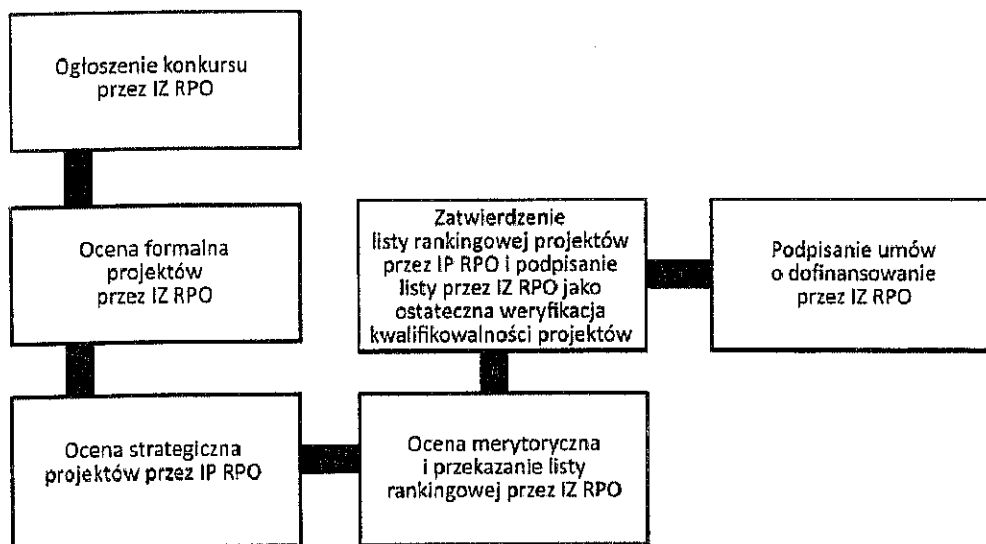 Ogłoszenie konkursu
przez IZ RPO
Ocena formalna
projektów
przez IZ RPO
Ocena strategiczna
projektów przez IP RPO
Ocena merytoryczna
i przekazanie listy
rankingowej przez IZ RPO
Zatwierdzenie
listy rankingowej projektów
przez IP RPO i podpisanie
listy przez IZ RPO jako
ostateczna weryfikacja
kwalifikowalności projektów
Podpisanie umów
o dofinansowanie
przez IZ RPO